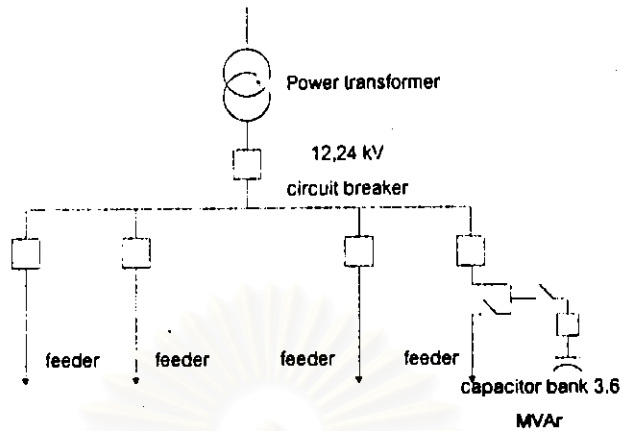 Power transformer
12,24 kV
circuit breaker
feeder
feeder
feeder
feeder
capacitor bank 3.6
MVAr